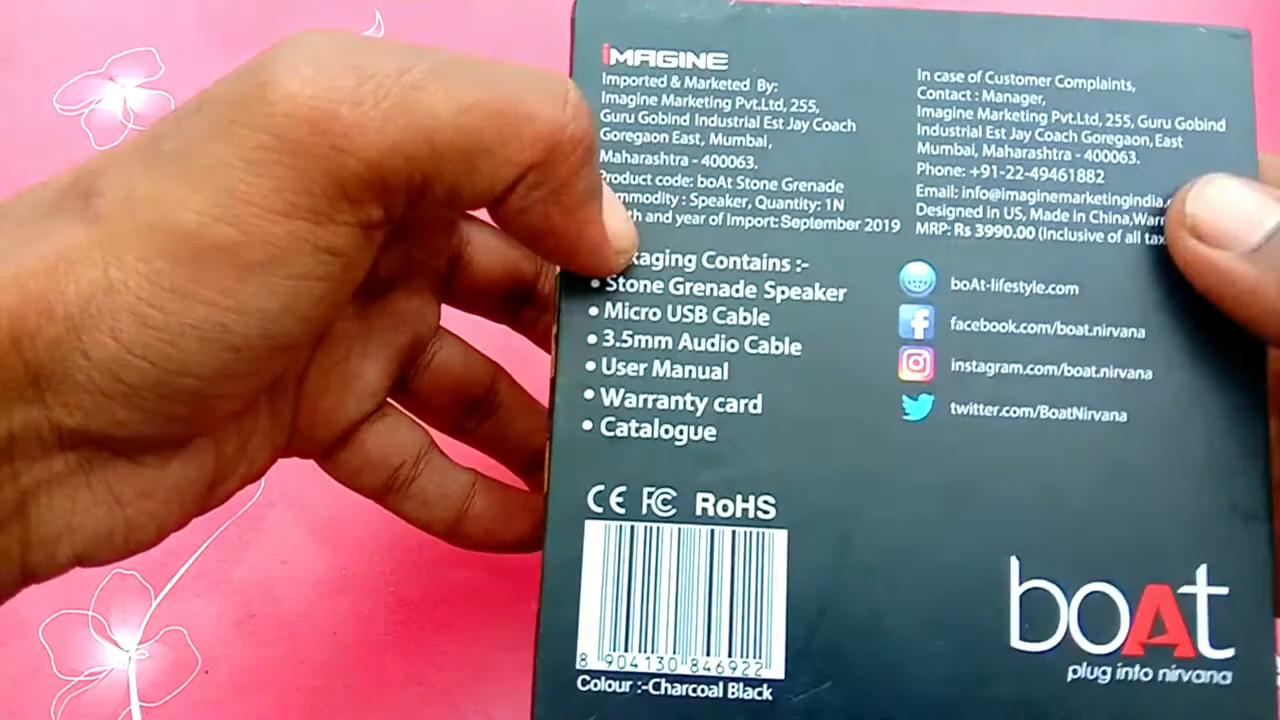 iMAGINE
Imported & Marketed By:
Imagine Marketing Pvt.Ltd, 255,
Guru Gobind Industrial Est Jay Coach
Goregaon East, Mumbai,
Maharashtra - 400063.
Product code: boAt Stone Grenade
: Speaker, Quantity: 1N
and year of Import: September 2019
Contains :-
• Stone Grenade Speaker
• Micro USB Cable
• 3.5mm Audio Cable
• User Manual
• Warranty card
• Catalogue
CE FC RoHS
8 904130 846922
Colour :-Charcoal Black
In case of Customer Complaints,
Contact : Manager,
Imagine Marketing Pvt.Ltd, 255, Guru Gobind
Industrial Est Jay Coach Goregaon, East
Mumbai, Maharashtra - 400063.
Phone: +91-22-49461882
Email: info@imaginemarketingindia.
Designed in US, Made in China,
MRP: Rs 3990.00 (Inclusive of all
boAt-lifestyle.com
facebook.com/boat.nirvana
instagram.com/boat.nirvana
twitter.com/BoatNirvana
boAt
plug into nirvana